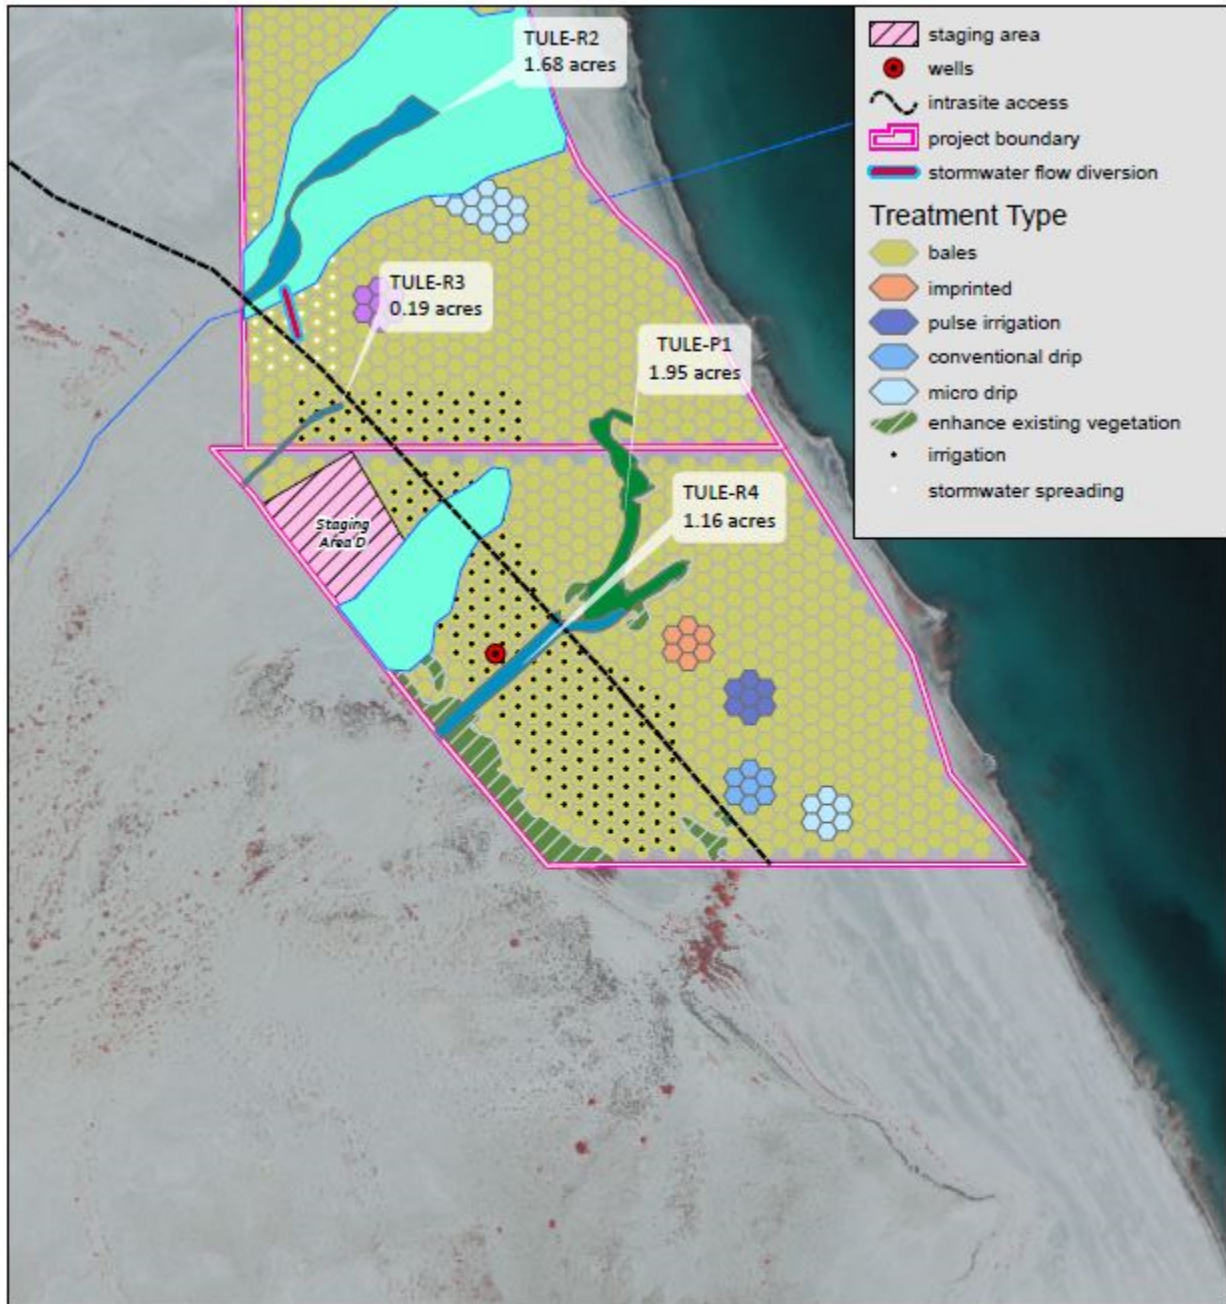 TULE-R2
1.68 acres
TULE-R3
0.19 acres
TULE-P1
1.95 acres
TULE-R4
1.16 acres
Staging
Area D
staging area
wells
intrasite access
project boundary
stormwater flow diversion
Treatment Type
bales
imprinted
pulse irrigation
conventional drip
micro drip
enhance existing vegetation
irrigation
stormwater spreading